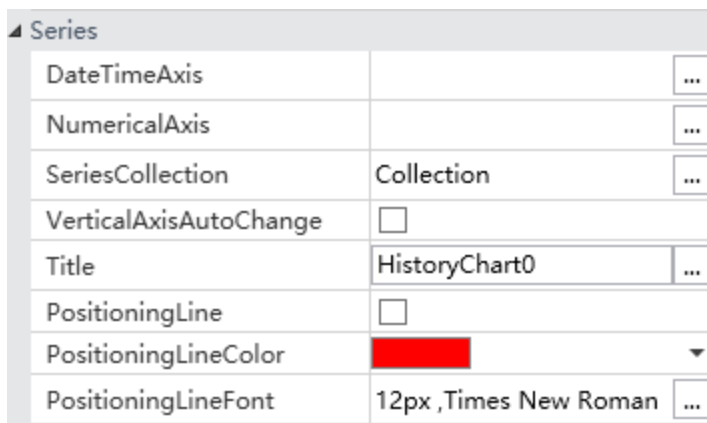 Series
DateTimeAxis ...
NumericalAxis ...
SeriesCollection Collection ...
VerticalAxisAutoChange
Title HistoryChart0 ...
PositioningLine
PositioningLineColor
PositioningLineFont 12px ,Times New Roman ...